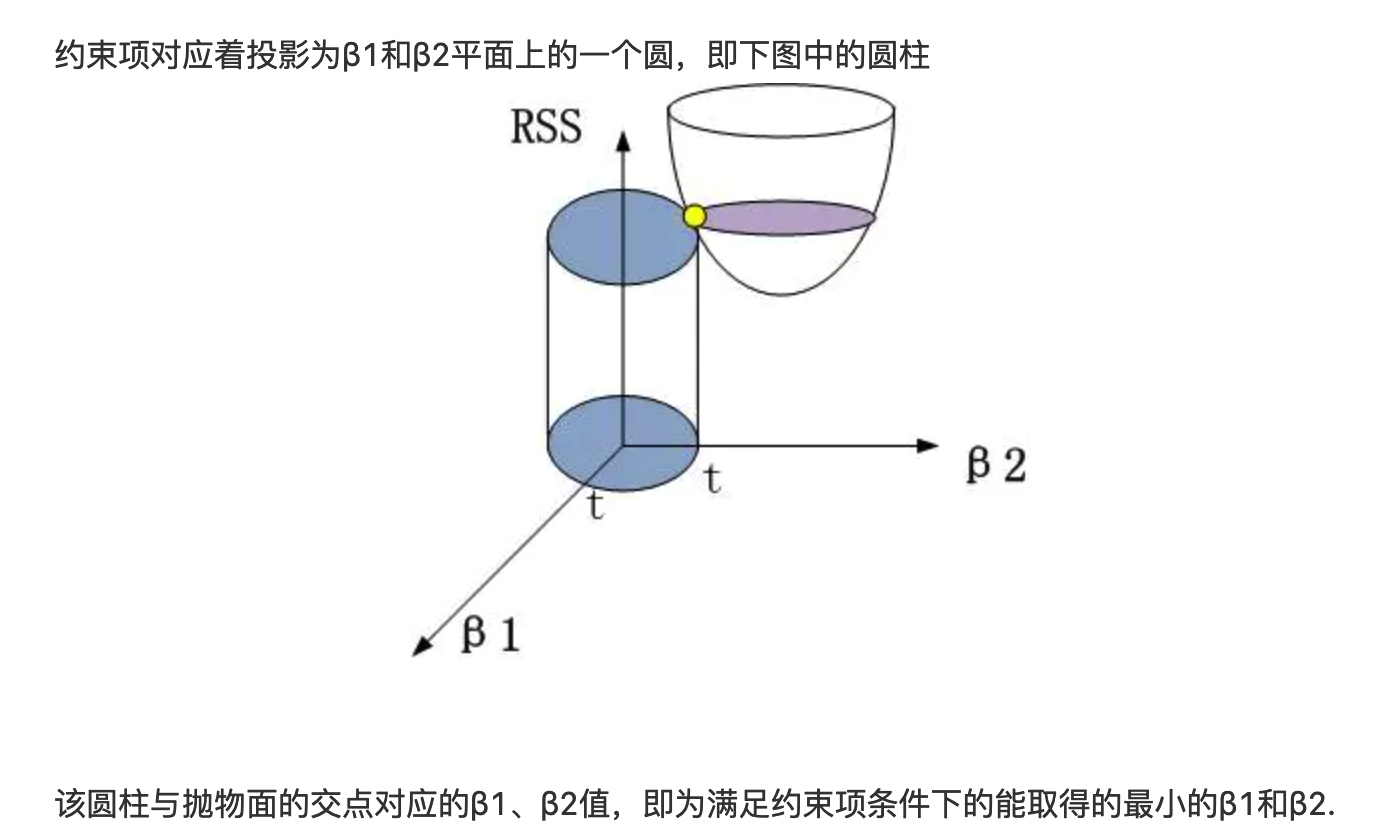 约束项对应着投影为β1和β2平面上的一个圆，即下图中的圆柱
RSS
β 2
t
t
β 1
该圆柱与抛物面的交点对应的β1、β2值，即为满足约束项条件下的能取得的最小的β1和β2.